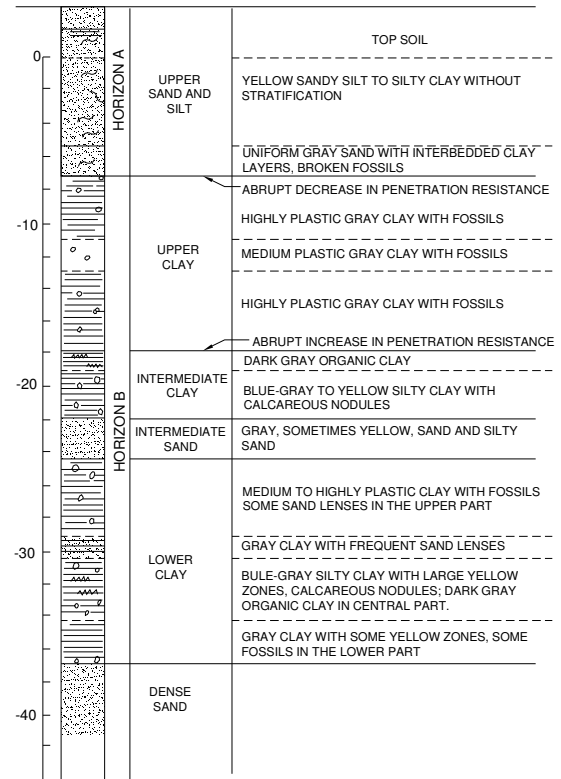 0
-10
-20
-30
-40
HORIZON A
HORIZON B
UPPER
SAND AND
SILT
TOP SOIL
YELLOW SANDY SILT TO SILTY CLAY WITHOUT
STRATIFICATION
UNIFORM GRAY SAND WITH INTERBEDDED CLAY
LAYERS, BROKEN FOSSILS
UPPER
CLAY
ABRUPT DECREASE IN PENETRATION RESISTANCE
HIGHLY PLASTIC GRAY CLAY WITH FOSSILS
MEDIUM PLASTIC GRAY CLAY WITH FOSSILS
HIGHLY PLASTIC GRAY CLAY WITH FOSSILS
ABRUPT INCREASE IN PENETRATION RESISTANCE
INTERMEDIATE
CLAY
DARK GRAY ORGANIC CLAY
BLUE-GRAY TO YELLOW SILTY CLAY WITH
CALCAREOUS NODULES
INTERMEDIATE
SAND
GRAY, SOMETIMES YELLOW, SAND AND SILTY
SAND
LOWER
CLAY
MEDIUM TO HIGHLY PLASTIC CLAY WITH FOSSILS
SOME SAND LENSES IN THE UPPER PART
GRAY CLAY WITH FREQUENT SAND LENSES
BULE-GRAY SILTY CLAY WITH LARGE YELLOW
ZONES, CALCAREOUS NODULES; DARK GRAY
ORGANIC CLAY IN CENTRAL PART.
GRAY CLAY WITH SOME YELLOW ZONES, SOME
FOSSILS IN THE LOWER PART
DENSE
SAND